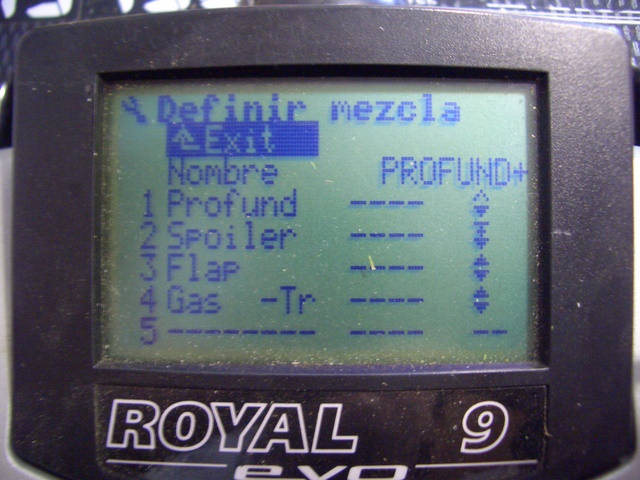 Definir mezcla
Exit
Nombre PROFUND+
1 Profund ----
2 Spoiler ----
3 Flap ----
4 Gas -Tr ----
5 -------- ---- --
ROYAL 9
evo